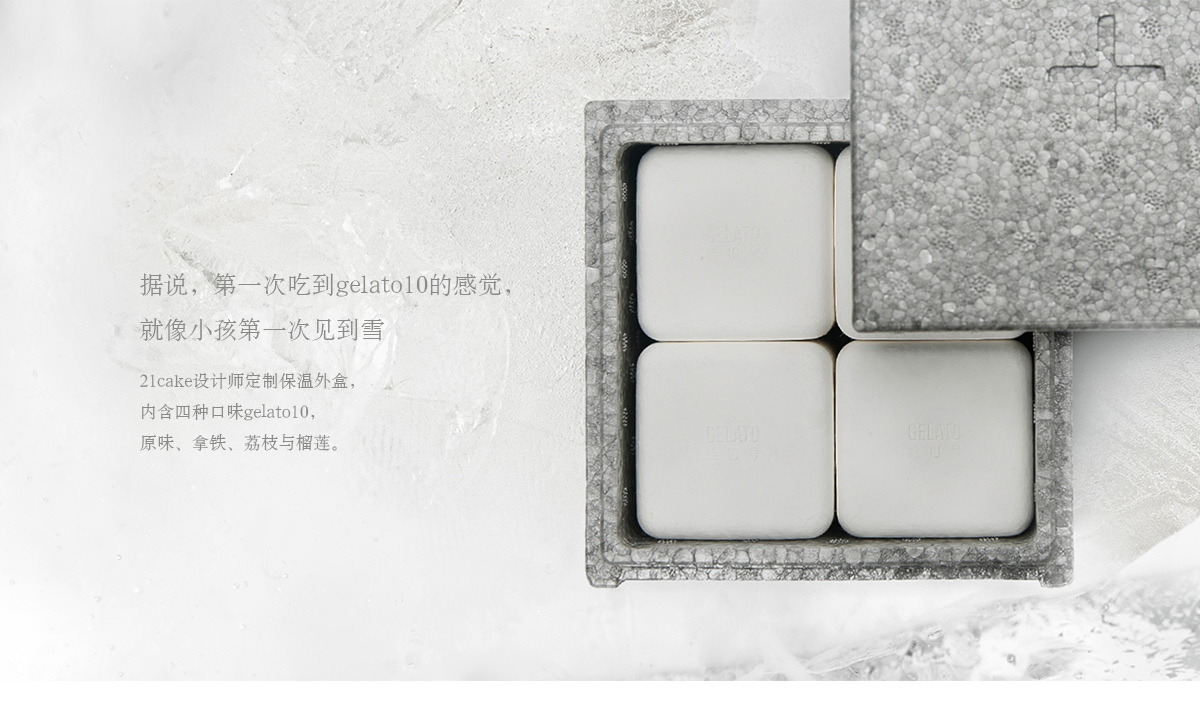 据说，第一次吃到gelato10的感觉，
就像小孩第一次见到雪
21cake设计师定制保温外盒，
内含四种口味gelato10，
原味、拿铁、荔枝与榴莲。
GELATO
GELATO